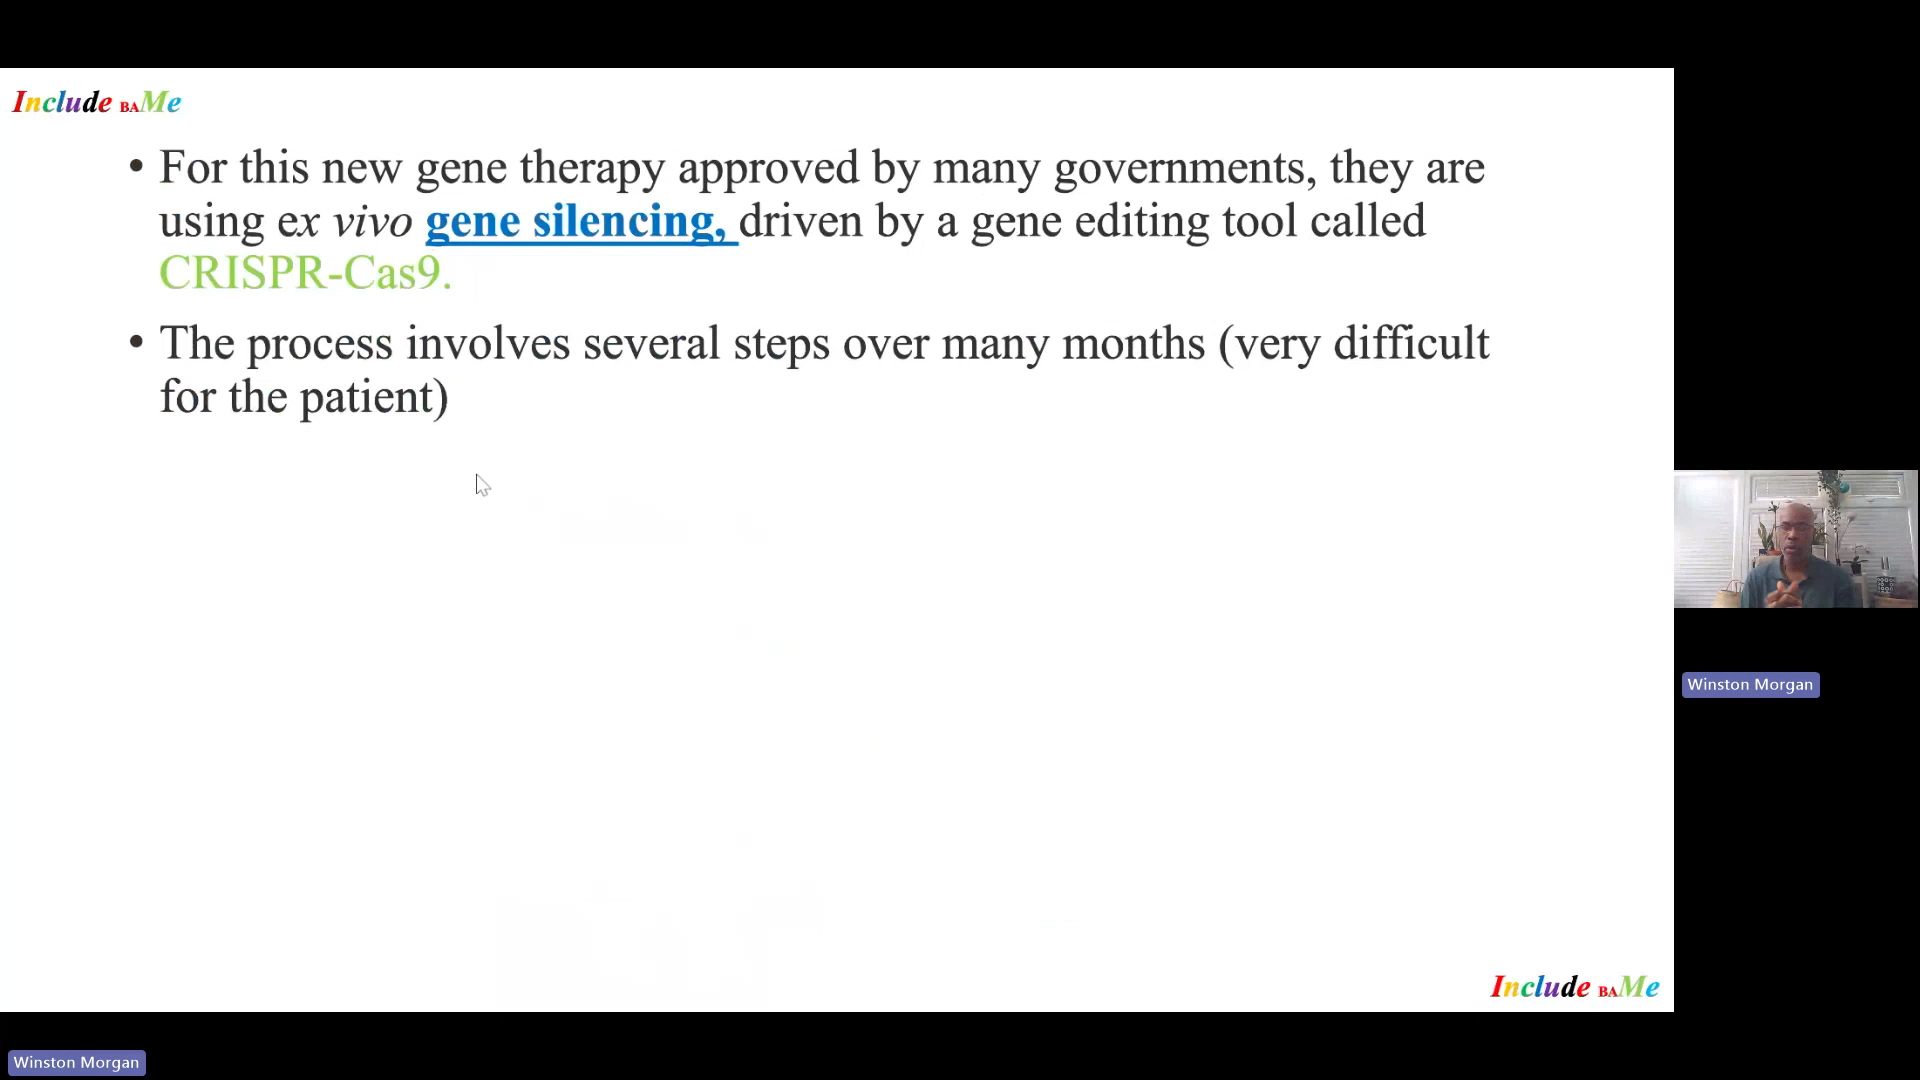 Include BAMe
• For this new gene therapy approved by many governments, they are
using ex vivo gene silencing, driven by a gene editing tool called
CRISPR-Cas9.
• The process involves several steps over many months (very difficult
for the patient)
Winston Morgan
Include BAMe
Winston Morgan